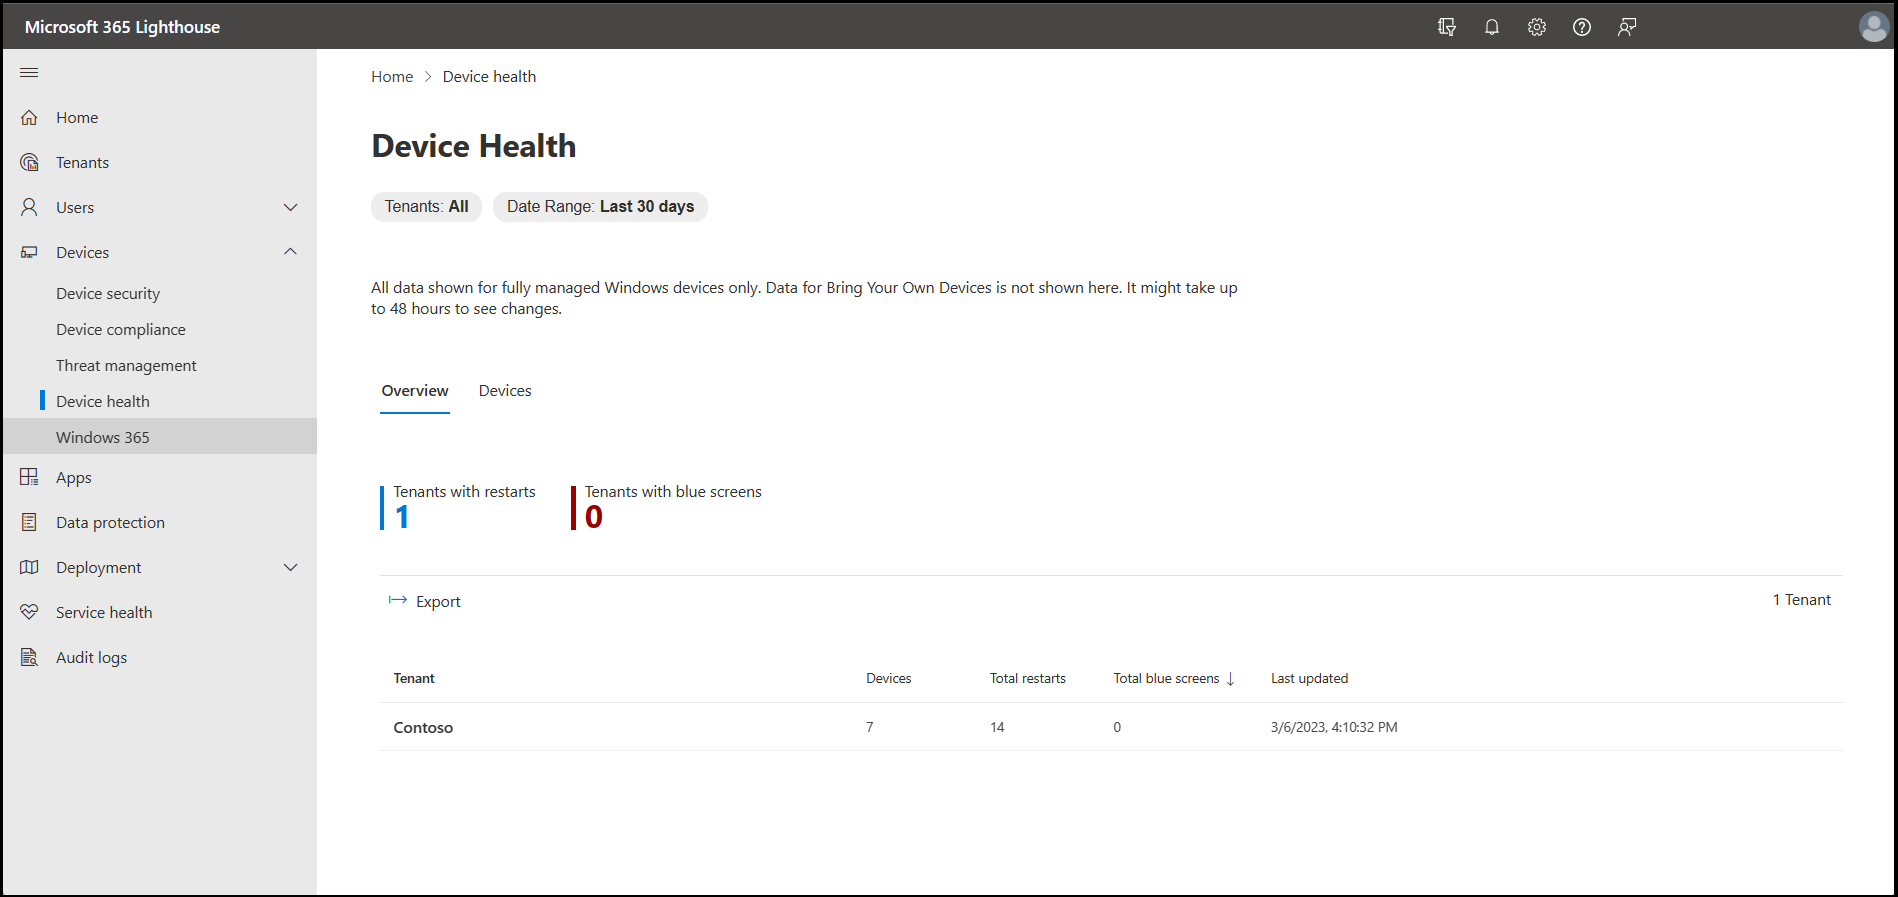 Microsoft 365 Lighthouse
Home
Tenants
Users
Devices
Device security
Device compliance
Threat management
Device health
Windows 365
Apps
Data protection
Deployment
Service health
Audit logs
Home > Device health
Device Health
Tenants: All Date Range: Last 30 days
All data shown for fully managed Windows devices only. Data for Bring Your Own Devices is not shown here. It might take up
to 48 hours to see changes.
Overview Devices
Tenants with restarts Tenants with blue screens
1 0
Export 1 Tenant
Tenant Devices Total restarts Total blue screens ↓ Last updated
Contoso 7 14 0 3/6/2023, 4:10:32 PM